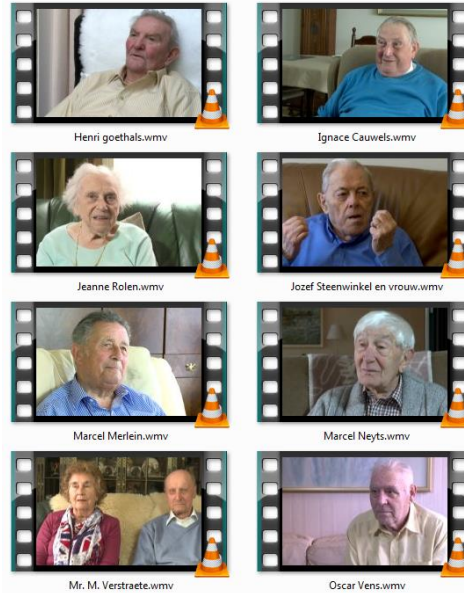 Henri goethals.wmv
Ignace Cauwels.wmv
Jeanne Rolen.wmv
Jozef Steenwinkel en vrouw.wmv
Marcel Merlein.wmv
Marcel Neyts.wmv
Mr. M. Verstraete.wmv
Oscar Vens.wmv